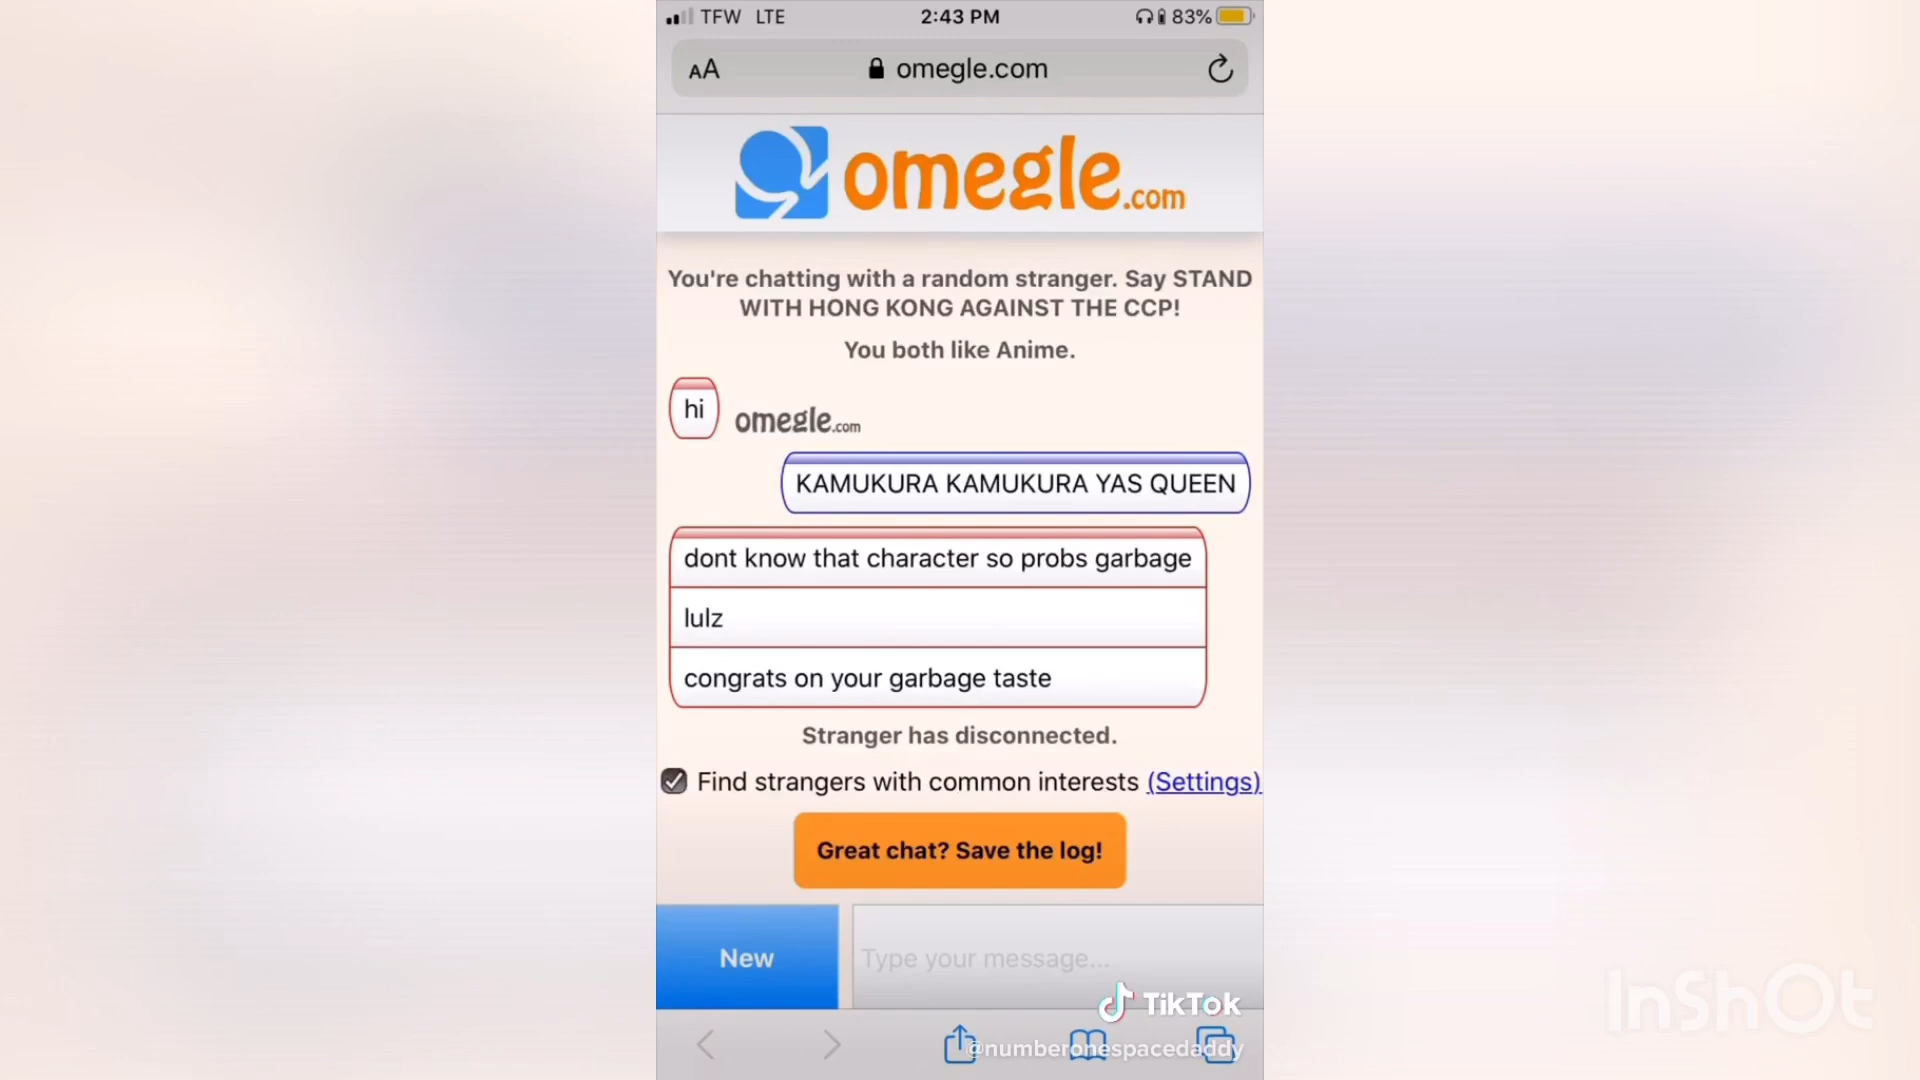 TFW LTE 2:43 PM 83%
AA omegle.com
omegle.com
You're chatting with a random stranger. Say STAND
WITH HONG KONG AGAINST THE CCP!
You both like Anime.
hi
omegle.com
KAMUKURA KAMUKURA YAS QUEEN
dont know that character so probs garbage
lulz
congrats on your garbage taste
Stranger has disconnected.
Find strangers with common interests (Settings)
Great chat? Save the log!
New
Type your message...
TikTok
@numberonespacedaddy
InShOt